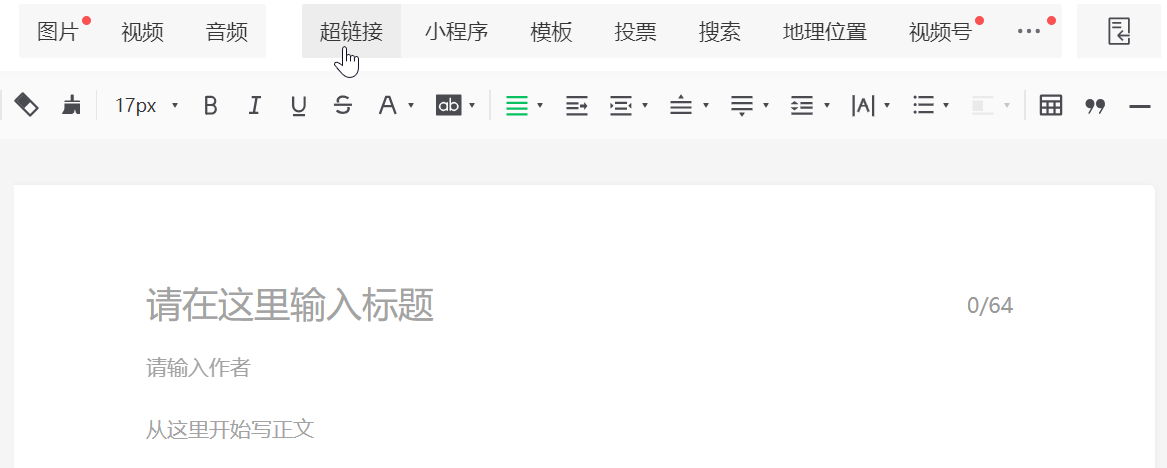 图片 视频 音频 超链接 小程序 模板 投票 搜索 地理位置 视频号 ···
17px B I U S A ab |A|
请在这里输入标题 0/64
请输入作者
从这里开始写正文